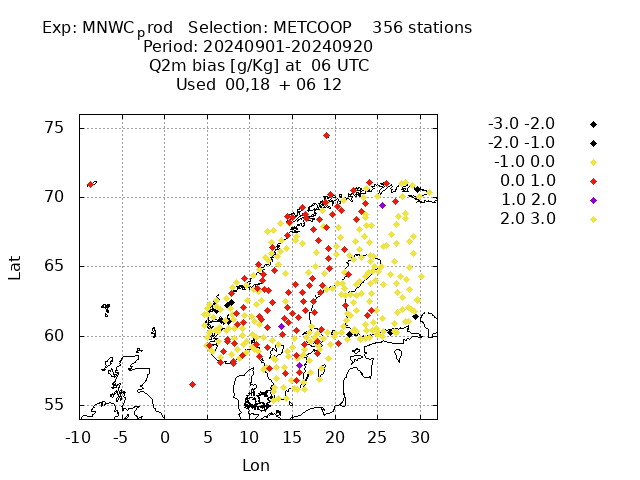 Exp: MNWCprod   Selection: METCOOP    356 stations
Period: 20240901-20240920
Q2m bias [g/Kg] at  06 UTC
Used  00,18  + 06 12
-3.0 -2.0
-2.0 -1.0
-1.0 0.0
0.0 1.0
1.0 2.0
2.0 3.0
75
70
65
60
55
Lat
-10 -5 0 5 10 15 20 25 30
Lon